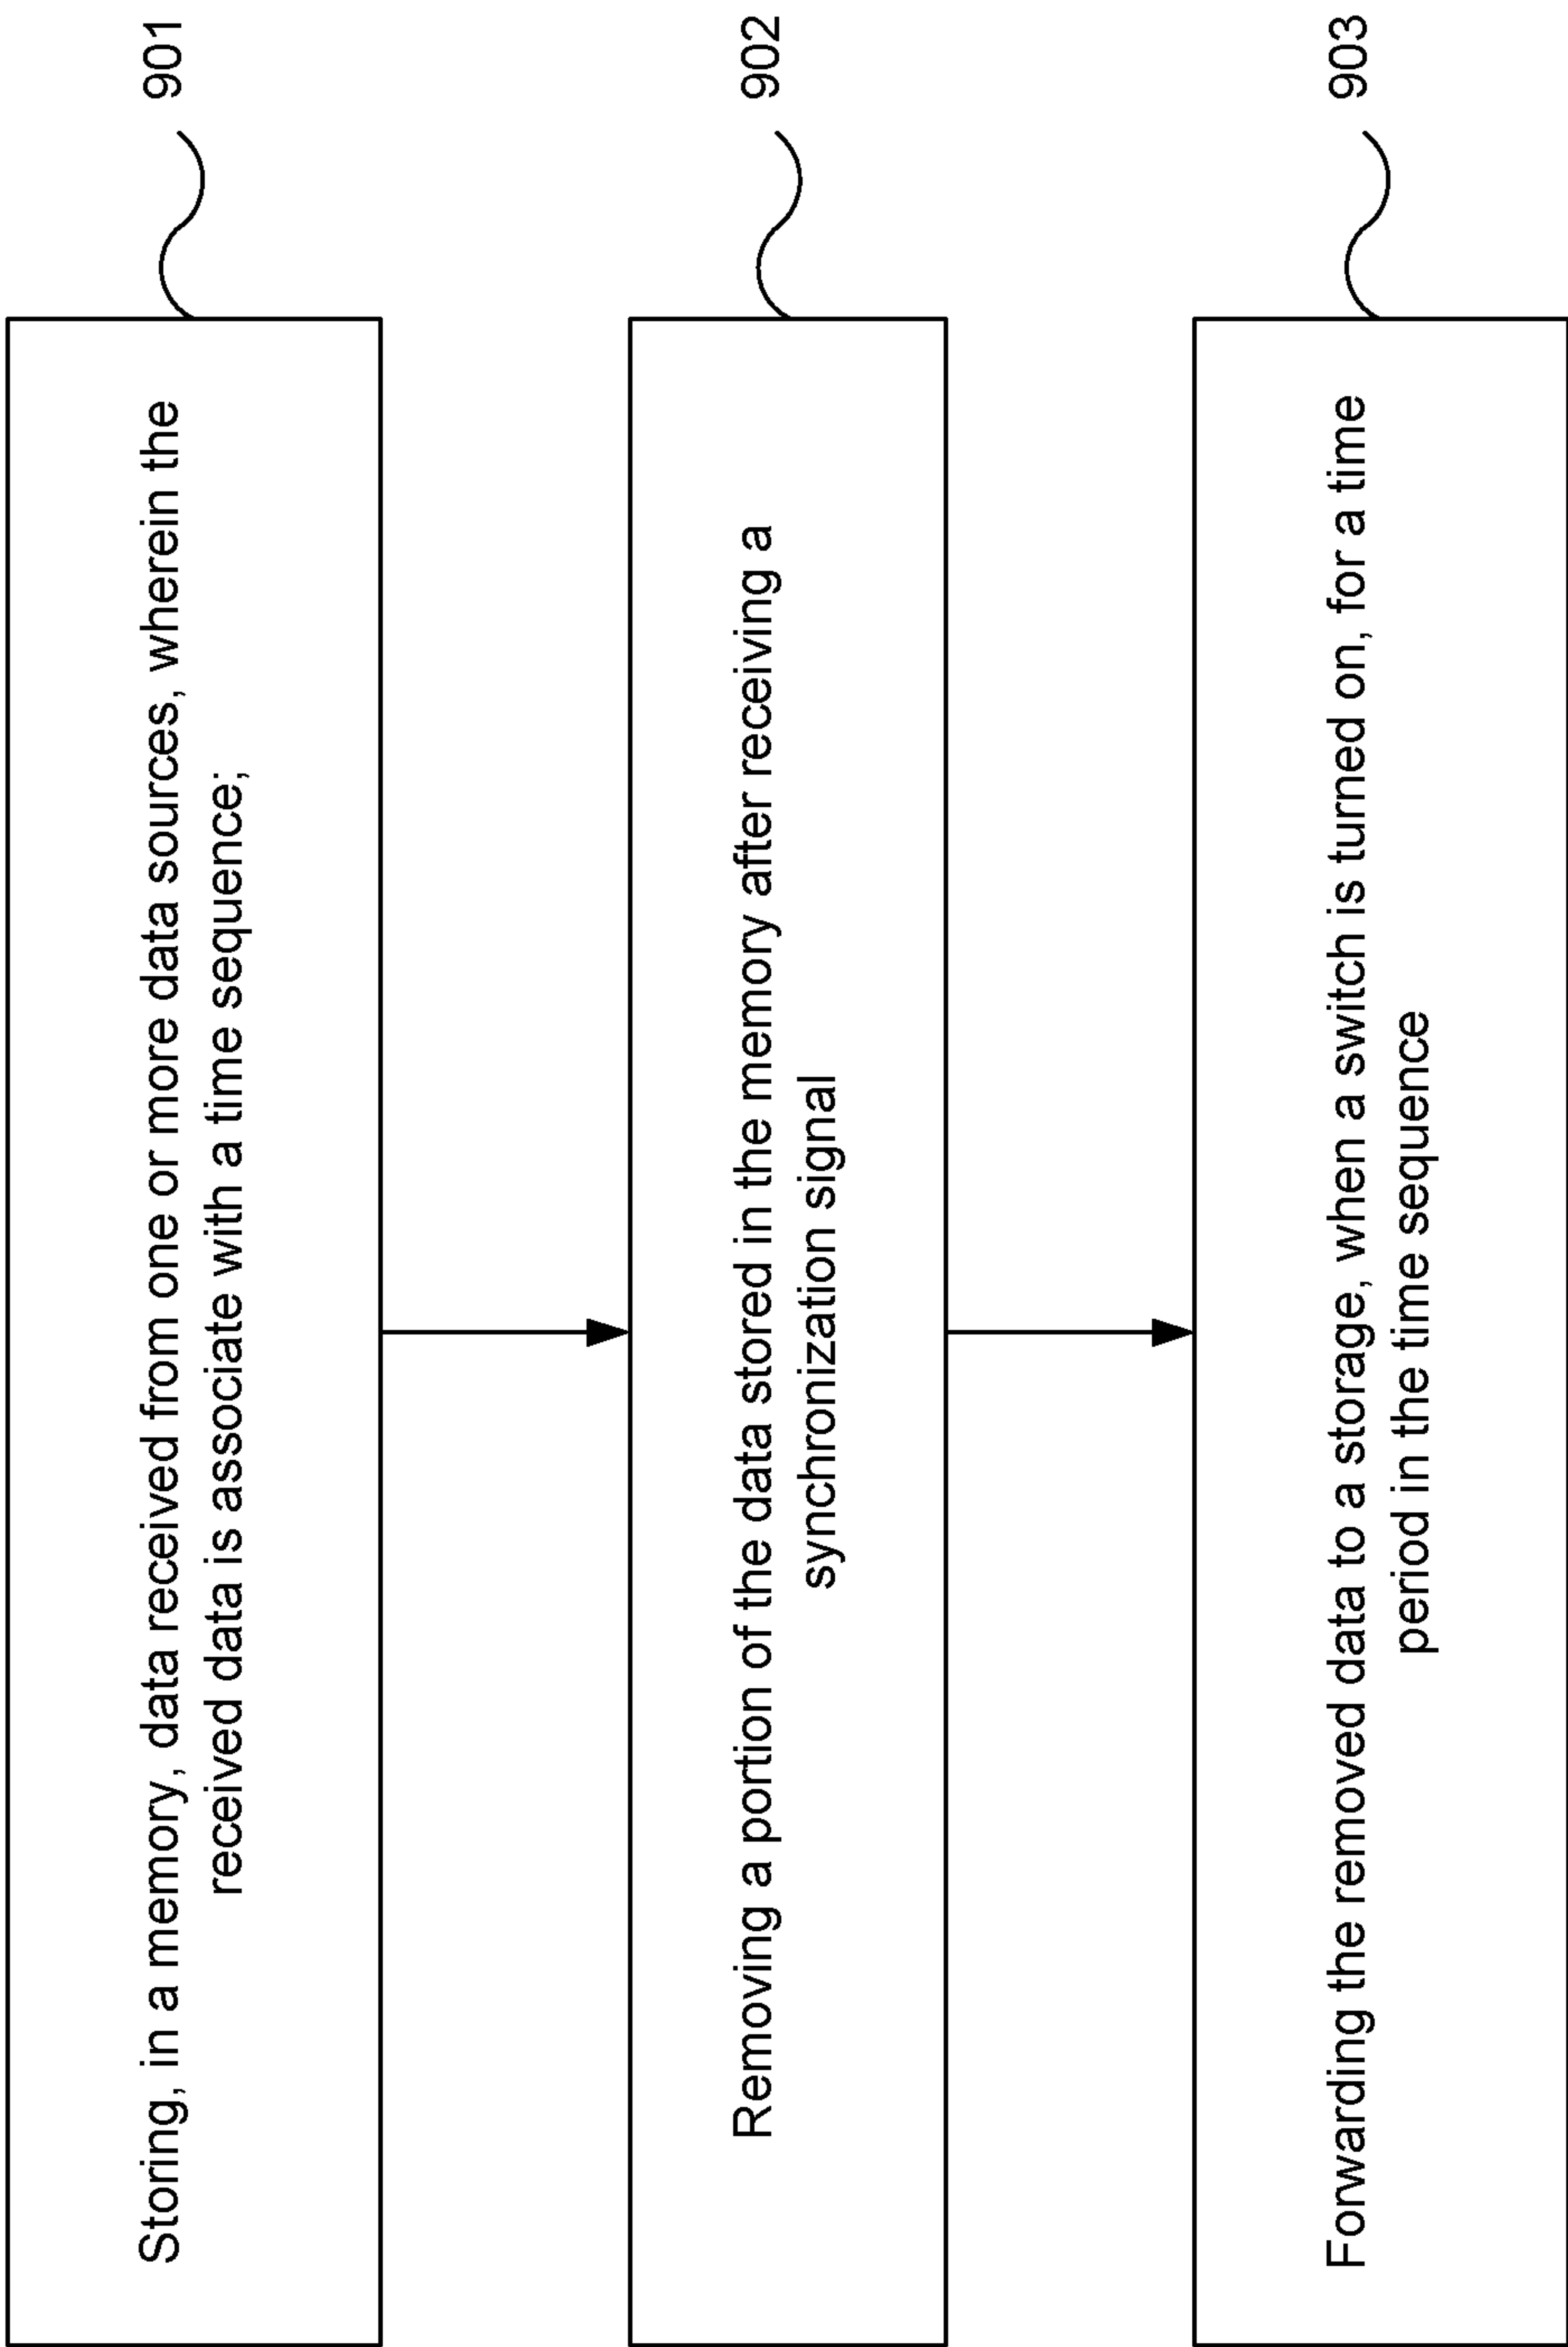 Storing, in a memory, data received from one or more data sources, wherein the
received data is associate with a time sequence;
901
Removing a portion of the data stored in the memory after receiving a
synchronization signal
902
Forwarding the removed data to a storage, when a switch is turned on, for a time
period in the time sequence
903